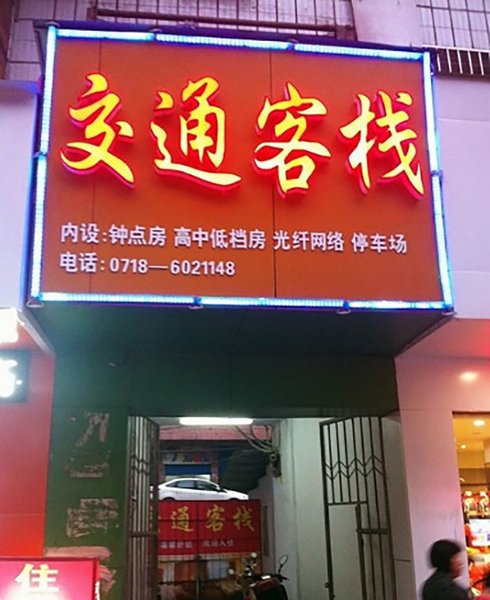 交通客栈
内设:钟点房 高中低档房 光纤网络 停车场
电话:0718—6021148
通客栈
住